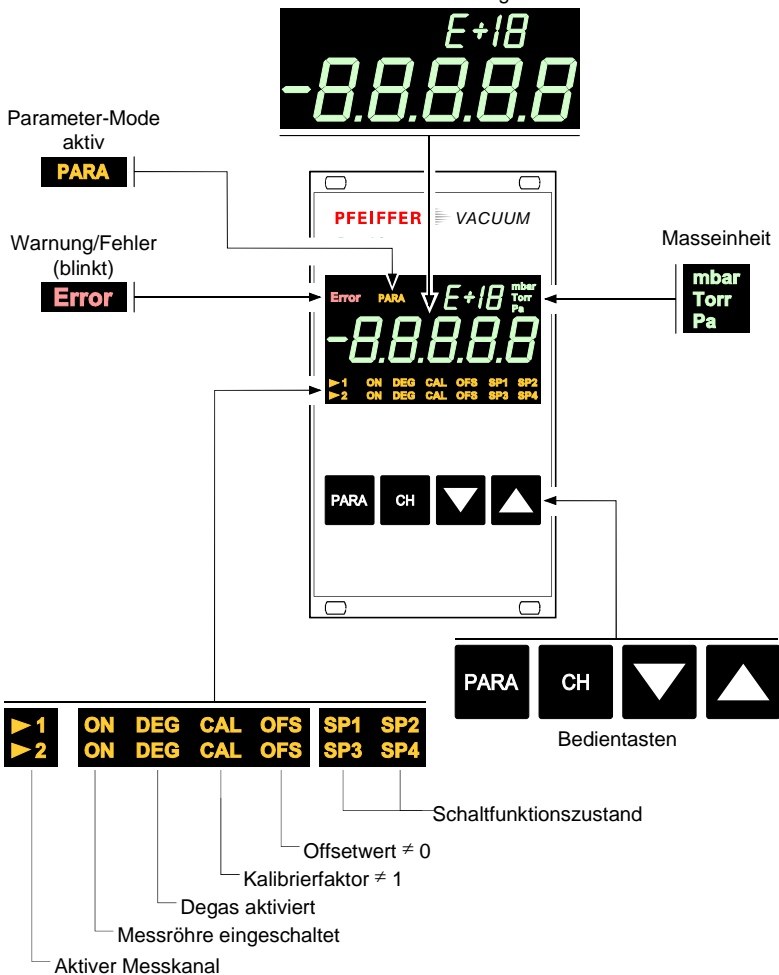 E+18
-8.8.8.8.8
Parameter-Mode
aktiv
PARA
PFEIFFER VACUUM
Warnung/Fehler
(blinkt)
Error
Masseinheit
mbar
Torr
Pa
Error PARA E+18 mbar
Torr
Pa
-8.8.8.8.8
►1 ON DEG CAL OFS SP1 SP2
►2 ON DEG CAL OFS SP3 SP4
PARA CH
PARA CH
Bedientasten
►1 ON DEG CAL OFS SP1 SP2
►2 ON DEG CAL OFS SP3 SP4
Schaltfunktionszustand
Offsetwert ≠ 0
Kalibrierfaktor ≠ 1
Degas aktiviert
Messröhre eingeschaltet
Aktiver Messkanal